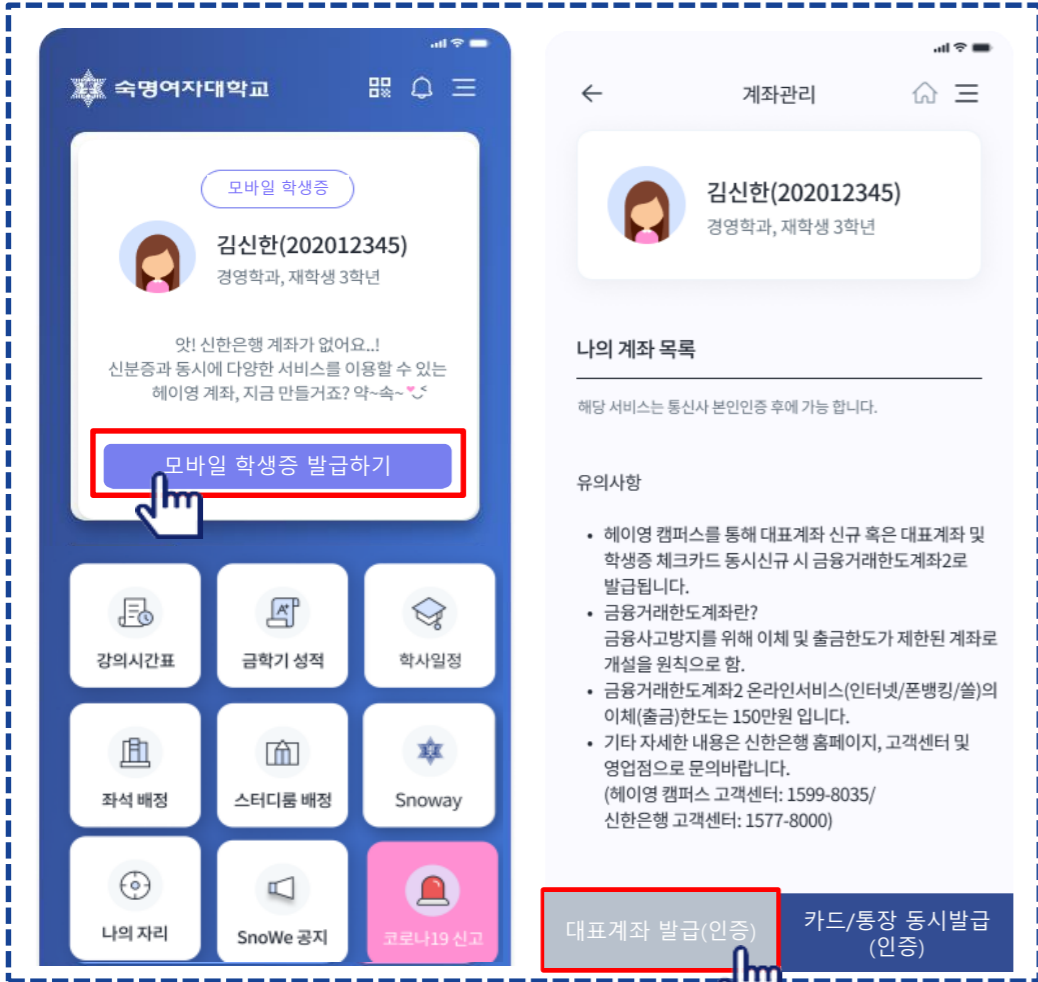 숙명여자대학교
모바일 학생증
김신한(202012345)
경영학과, 재학생 3학년
앗! 신한은행 계좌가 없어요..!
신분증과 동시에 다양한 서비스를 이용할 수 있는
헤이영 계좌, 지금 만들거죠? 약~속~
모바일 학생증 발급하기
강의시간표
금학기 성적
학사일정
좌석 배정
스터디룸 배정
Snoway
나의 자리
SnoWe 공지
코로나19 신고
계좌관리
김신한(202012345)
경영학과, 재학생 3학년
나의 계좌 목록
해당 서비스는 통신사 본인인증 후에 가능 합니다.
유의사항
• 헤이영 캠퍼스를 통해 대표계좌 신규 혹은 대표계좌 및
학생증 체크카드 동시신규 시 금융거래한도계좌2로
발급됩니다.
• 금융거래한도계좌란?
금융사고방지를 위해 이체 및 출금한도가 제한된 계좌로
개설을 원칙으로 함.
• 금융거래한도계좌2 온라인서비스(인터넷/폰뱅킹/쏠)의
이체(출금)한도는 150만원 입니다.
• 기타 자세한 내용은 신한은행 홈페이지, 고객센터 및
영업점으로 문의바랍니다.
(헤이영 캠퍼스 고객센터: 1599-8035/
신한은행 고객센터: 1577-8000)
대표계좌 발급(인증)
카드/통장 동시발급
(인증)